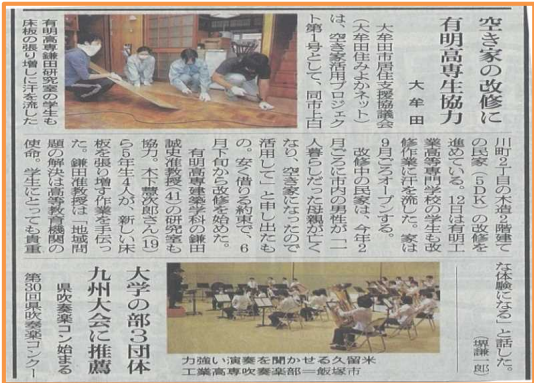 空き家の改修に
有明高専生協力
大牟田
大牟田市居住支援協議会
（大牟田住みよかネット）
は、空き家活用プロジェク
ト第1号として、同市上白
川町2丁目の木造2階建て
の民家（5DK）の改修を
進めている。12日は有明工
業高等専門学校の学生も改
修作業に汗を流した。家は
9月ごろオープンする。
改修中の民家は、今年2
月ごろに市内の男性が「一
人暮らしだった母親が亡く
なり、空き家になったので
活用して」と申し出たも
の。安く借りる約束で、6
月下旬から改修を始めた。
有明高専建築学科の鎌田
誠史准教授（41）の研究室も
協力。木下慧次郎さん（19）
ら5年生4人が、新しい床
板を張り増す作業を手伝っ
た。鎌田准教授は「地域問
題の解決は高等教育機関の
使命。学生にとっても貴重
な体験になる」と話した。
（堺謙一郎）
有明高専鎌田研究室の学生も
床板の張り増しに汗を流した
大学の部・3団体
九州大会に推薦
県吹奏楽コン始まる
第30回県吹奏楽コンクー
力強い演奏を聞かせる久留米
工業高専吹奏楽部＝飯塚市